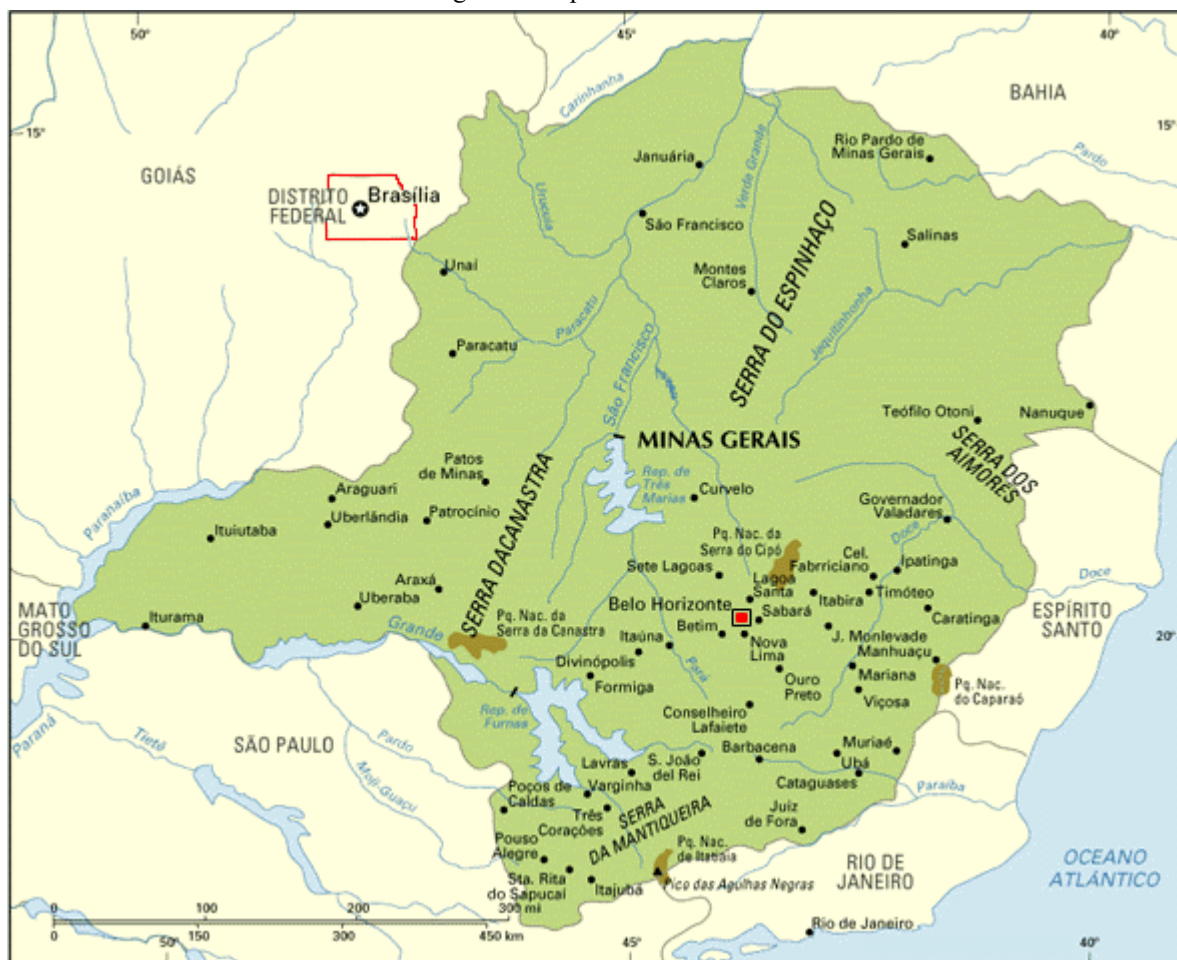 50°
45°
40°
BAHIA
Carinhanha
15°
15°
Rio Pardo de
Minas Gerais
Pardo
Januária
Verde Grande
GOIÁS
DISTRITO
FEDERAL
Brasília
Urucuia
São Francisco
Salinas
SERRA DO ESPINHAÇO
Unaí
Montes
Claros
Jequitinhonha
Paracatu
Paracatu
São Francisco
Teófilo Otoni
Nanuque
MINAS GERAIS
SERRA DOS
AIMORÉS
Patos
de Minas
Rep. de
Três
Marias
Araguari
Curvelo
Governador
Valadares
Paranaíba
Uberlândia
Patrocínio
SERRA DACANASTRA
Ituiutaba
Doce
Pq. Nac. da
Serra do Cipó
Cel.
Fabrriciano
Ipatinga
Sete Lagoas
Doce
Araxá
Lagoa
Santa
Itabira
Timóteo
Uberaba
Belo Horizonte
Sabará
Caratinga
MATO
GROSSO
DO SUL
Iturama
Grande
Pq. Nac. da
Serra da Canastra
Itaúna
Betim
Nova
Lima
J. Monlevade
Manhuaçu
ESPÍRITO
SANTO
20°
Divinópolis
Formiga
Pará
Ouro
Preto
Mariana
Viçosa
Pq. Nac.
do Caparaó
Rep. de
Furnas
Conselheiro
Lafaiete
Paraná
Tietê
SÃO PAULO
Pardo
Moji-Guaçu
Barbacena
Muriaé
Lavras
S. João
del Rei
Ubá
Cataguases
Poços de
Caldas
Varginha
Paraíba
Três
Corações
SERRA
DA MANTIQUEIRA
Juiz
de Fora
Pouso
Alegre
Pq. Nac.
de Itatiaia
Sta. Rita
do Sapucaí
Itajubá
Pico das Agulhas Negras
RIO DE
JANEIRO
OCEANO
ATLÂNTICO
0 100 200 300 mi
0 150 300 450 km
Rio de Janeiro
50°
45°
40°